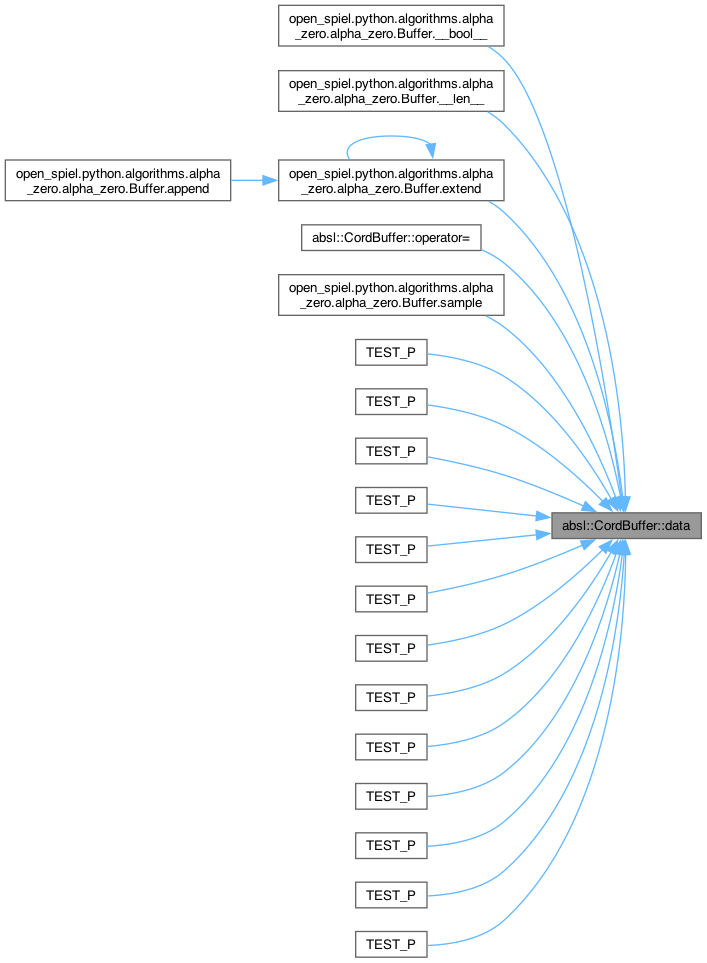 open_spiel.python.algorithms.alpha
_zero.alpha_zero.Buffer.__bool__
open_spiel.python.algorithms.alpha
_zero.alpha_zero.Buffer.__len__
open_spiel.python.algorithms.alpha
_zero.alpha_zero.Buffer.append
open_spiel.python.algorithms.alpha
_zero.alpha_zero.Buffer.extend
absl::CordBuffer::operator=
open_spiel.python.algorithms.alpha
_zero.alpha_zero.Buffer.sample
TEST_P
TEST_P
TEST_P
TEST_P
absl::CordBuffer::data
TEST_P
TEST_P
TEST_P
TEST_P
TEST_P
TEST_P
TEST_P
TEST_P
TEST_P